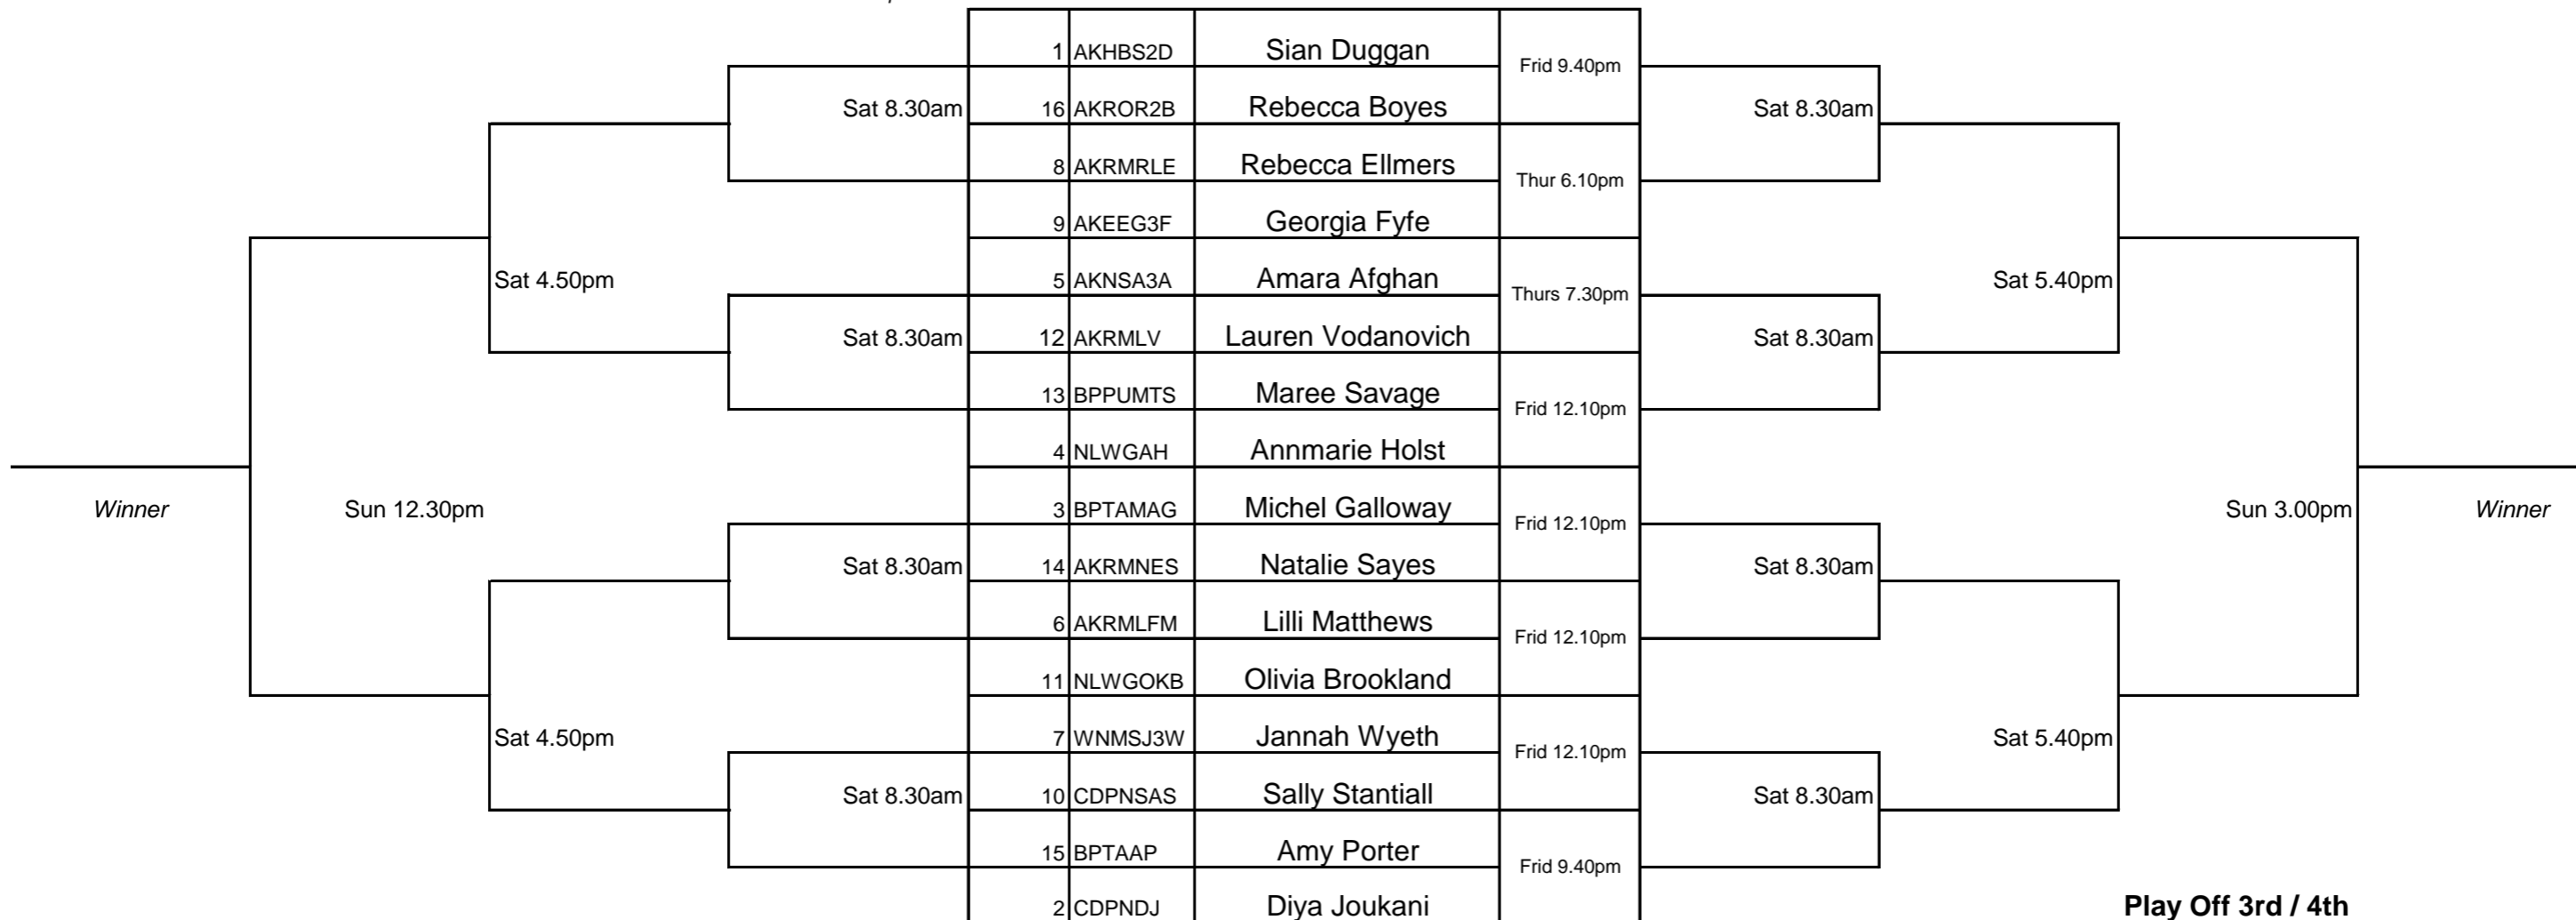 1 AKHBS2D Sian Duggan
Frid 9.40pm
Sat 8.30am 16 AKROR2B Rebecca Boyes Sat 8.30am
8 AKRMRLE Rebecca Ellmers
Thur 6.10pm
9 AKEEG3F Georgia Fyfe
Sat 4.50pm 5 AKNSA3A Amara Afghan Sat 5.40pm
Thurs 7.30pm
Sat 8.30am 12 AKRMLV Lauren Vodanovich Sat 8.30am
13 BPPUMTS Maree Savage
Frid 12.10pm
4 NLWGAH Annmarie Holst
Winner Sun 12.30pm 3 BPTAMAG Michel Galloway Sun 3.00pm Winner
Frid 12.10pm
Sat 8.30am 14 AKRMNES Natalie Sayes Sat 8.30am
6 AKRMLFM Lilli Matthews
Frid 12.10pm
11 NLWGOKB Olivia Brookland
Sat 4.50pm 7 WNMSJ3W Jannah Wyeth Sat 5.40pm
Frid 12.10pm
Sat 8.30am 10 CDPNSAS Sally Stantiall Sat 8.30am
15 BPTAAP Amy Porter
Frid 9.40pm
2 CDPNDJ Diya Joukani Play Off 3rd / 4th